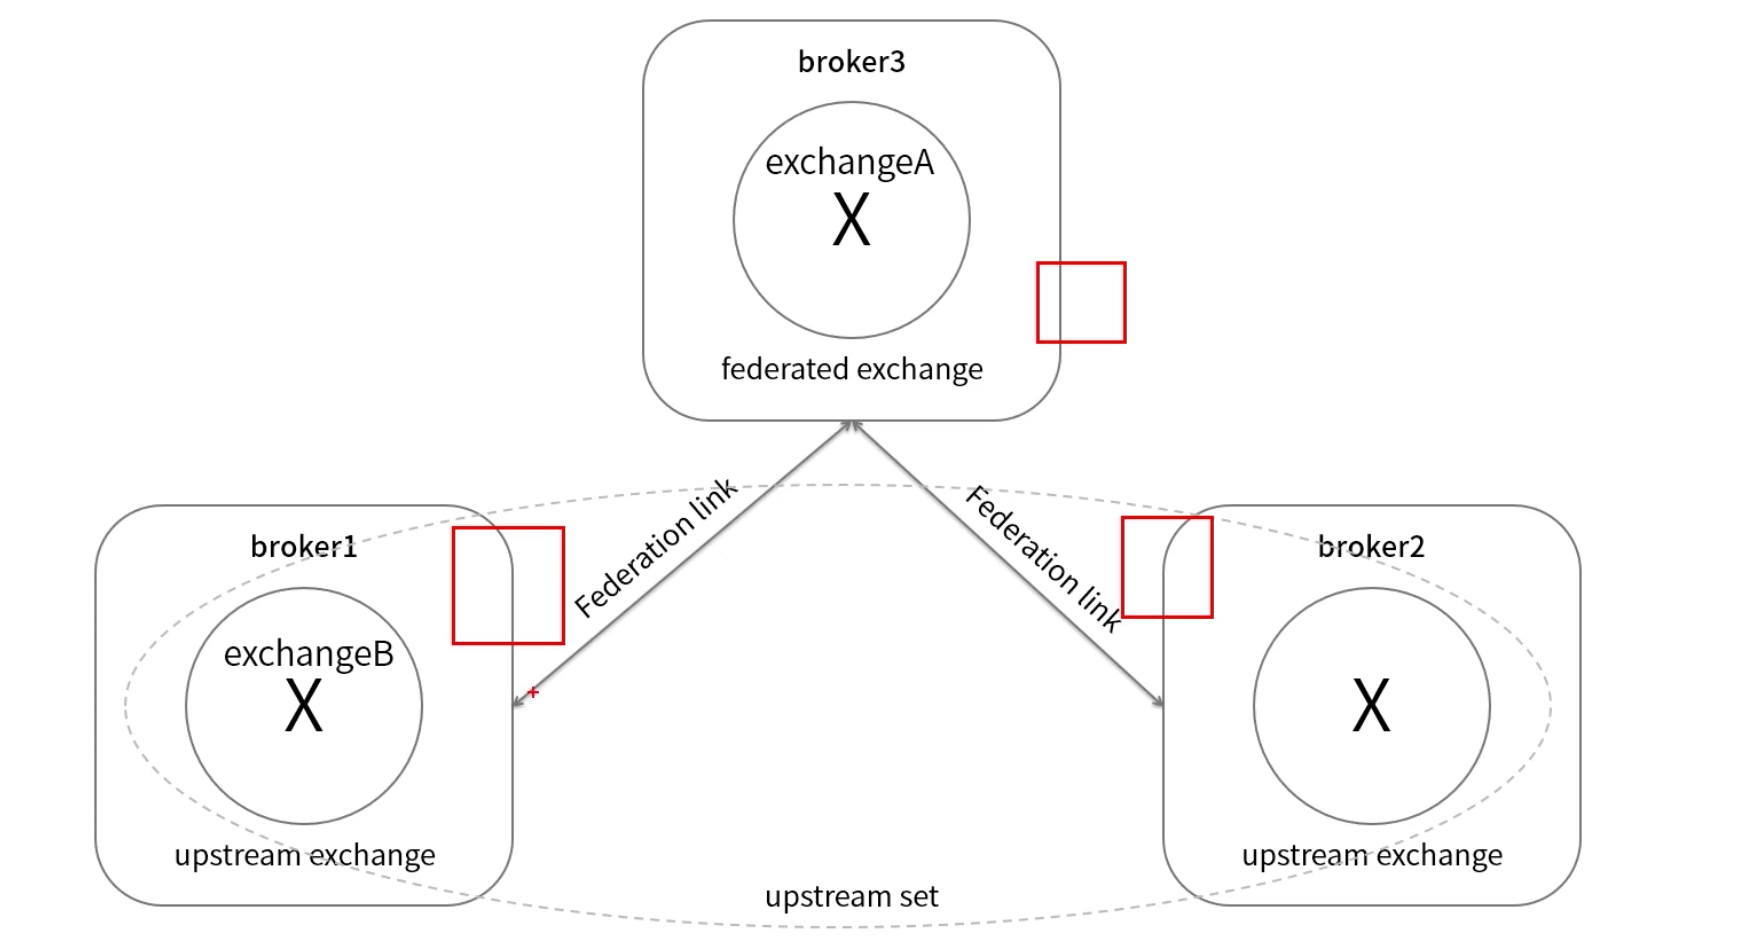 broker3
exchangeA
X
federated exchange
Federation link
Federation link
broker1
exchangeB
X
upstream exchange
broker2
X
upstream exchange
upstream set